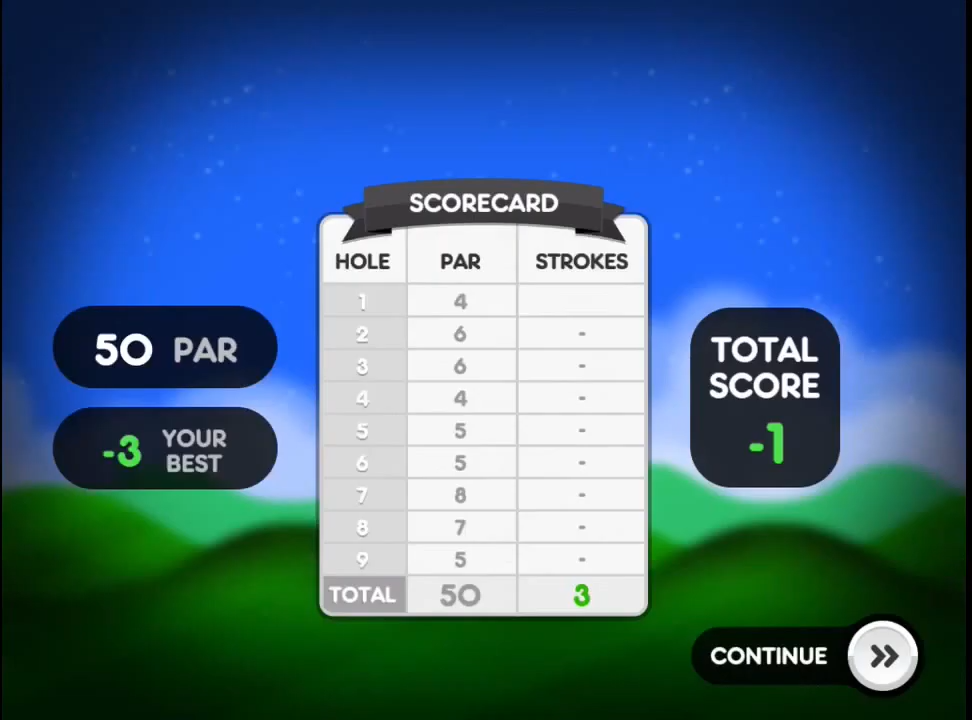 SCORECARD
HOLE PAR STROKES
1 4
2 6 -
3 6 -
4 4 -
5 5 -
6 5 -
7 8 -
8 7 -
9 5 -
TOTAL 50 3
50 PAR
-3 YOUR
BEST
TOTAL
SCORE
-1
CONTINUE